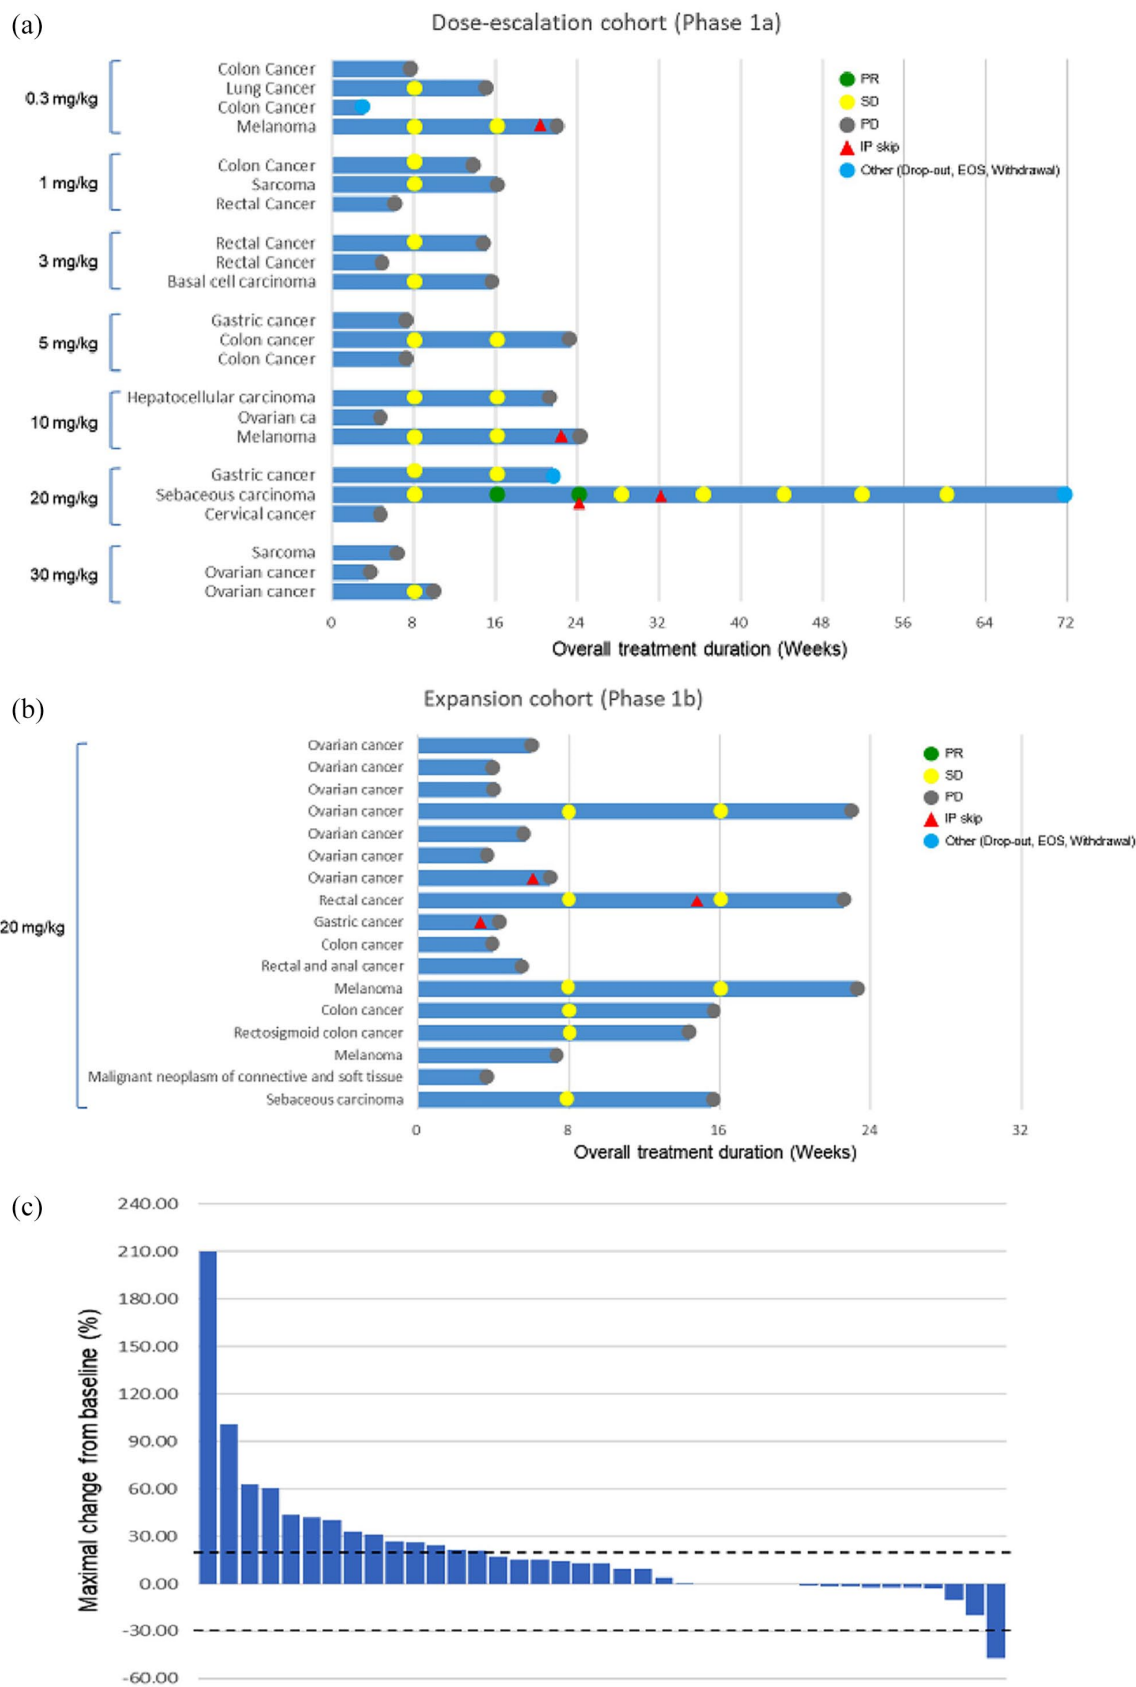 (a)
Dose-escalation cohort (Phase 1a)
0.3 mg/kg
Colon Cancer
Lung Cancer
Colon Cancer
Melanoma
1 mg/kg
Colon Cancer
Sarcoma
Rectal Cancer
3 mg/kg
Rectal Cancer
Rectal Cancer
Basal cell carcinoma
5 mg/kg
Gastric cancer
Colon cancer
Colon Cancer
10 mg/kg
Hepatocellular carcinoma
Ovarian ca
Melanoma
20 mg/kg
Gastric cancer
Sebaceous carcinoma
Cervical cancer
30 mg/kg
Sarcoma
Ovarian cancer
Ovarian cancer
PR
SD
PD
IP skip
Other (Drop-out, EOS, Withdrawal)
0 8 16 24 32 40 48 56 64 72
Overall treatment duration (Weeks)
(b)
Expansion cohort (Phase 1b)
20 mg/kg
Ovarian cancer
Ovarian cancer
Ovarian cancer
Ovarian cancer
Ovarian cancer
Ovarian cancer
Ovarian cancer
Rectal cancer
Gastric cancer
Colon cancer
Rectal and anal cancer
Melanoma
Colon cancer
Rectosigmoid colon cancer
Melanoma
Malignant neoplasm of connective and soft tissue
Sebaceous carcinoma
PR
SD
PD
IP skip
Other (Drop-out, EOS, Withdrawal)
0 8 16 24 32
Overall treatment duration (Weeks)
(c)
Maximal change from baseline (%)
240.00
210.00
180.00
150.00
120.00
90.00
60.00
30.00
0.00
-30.00
-60.00